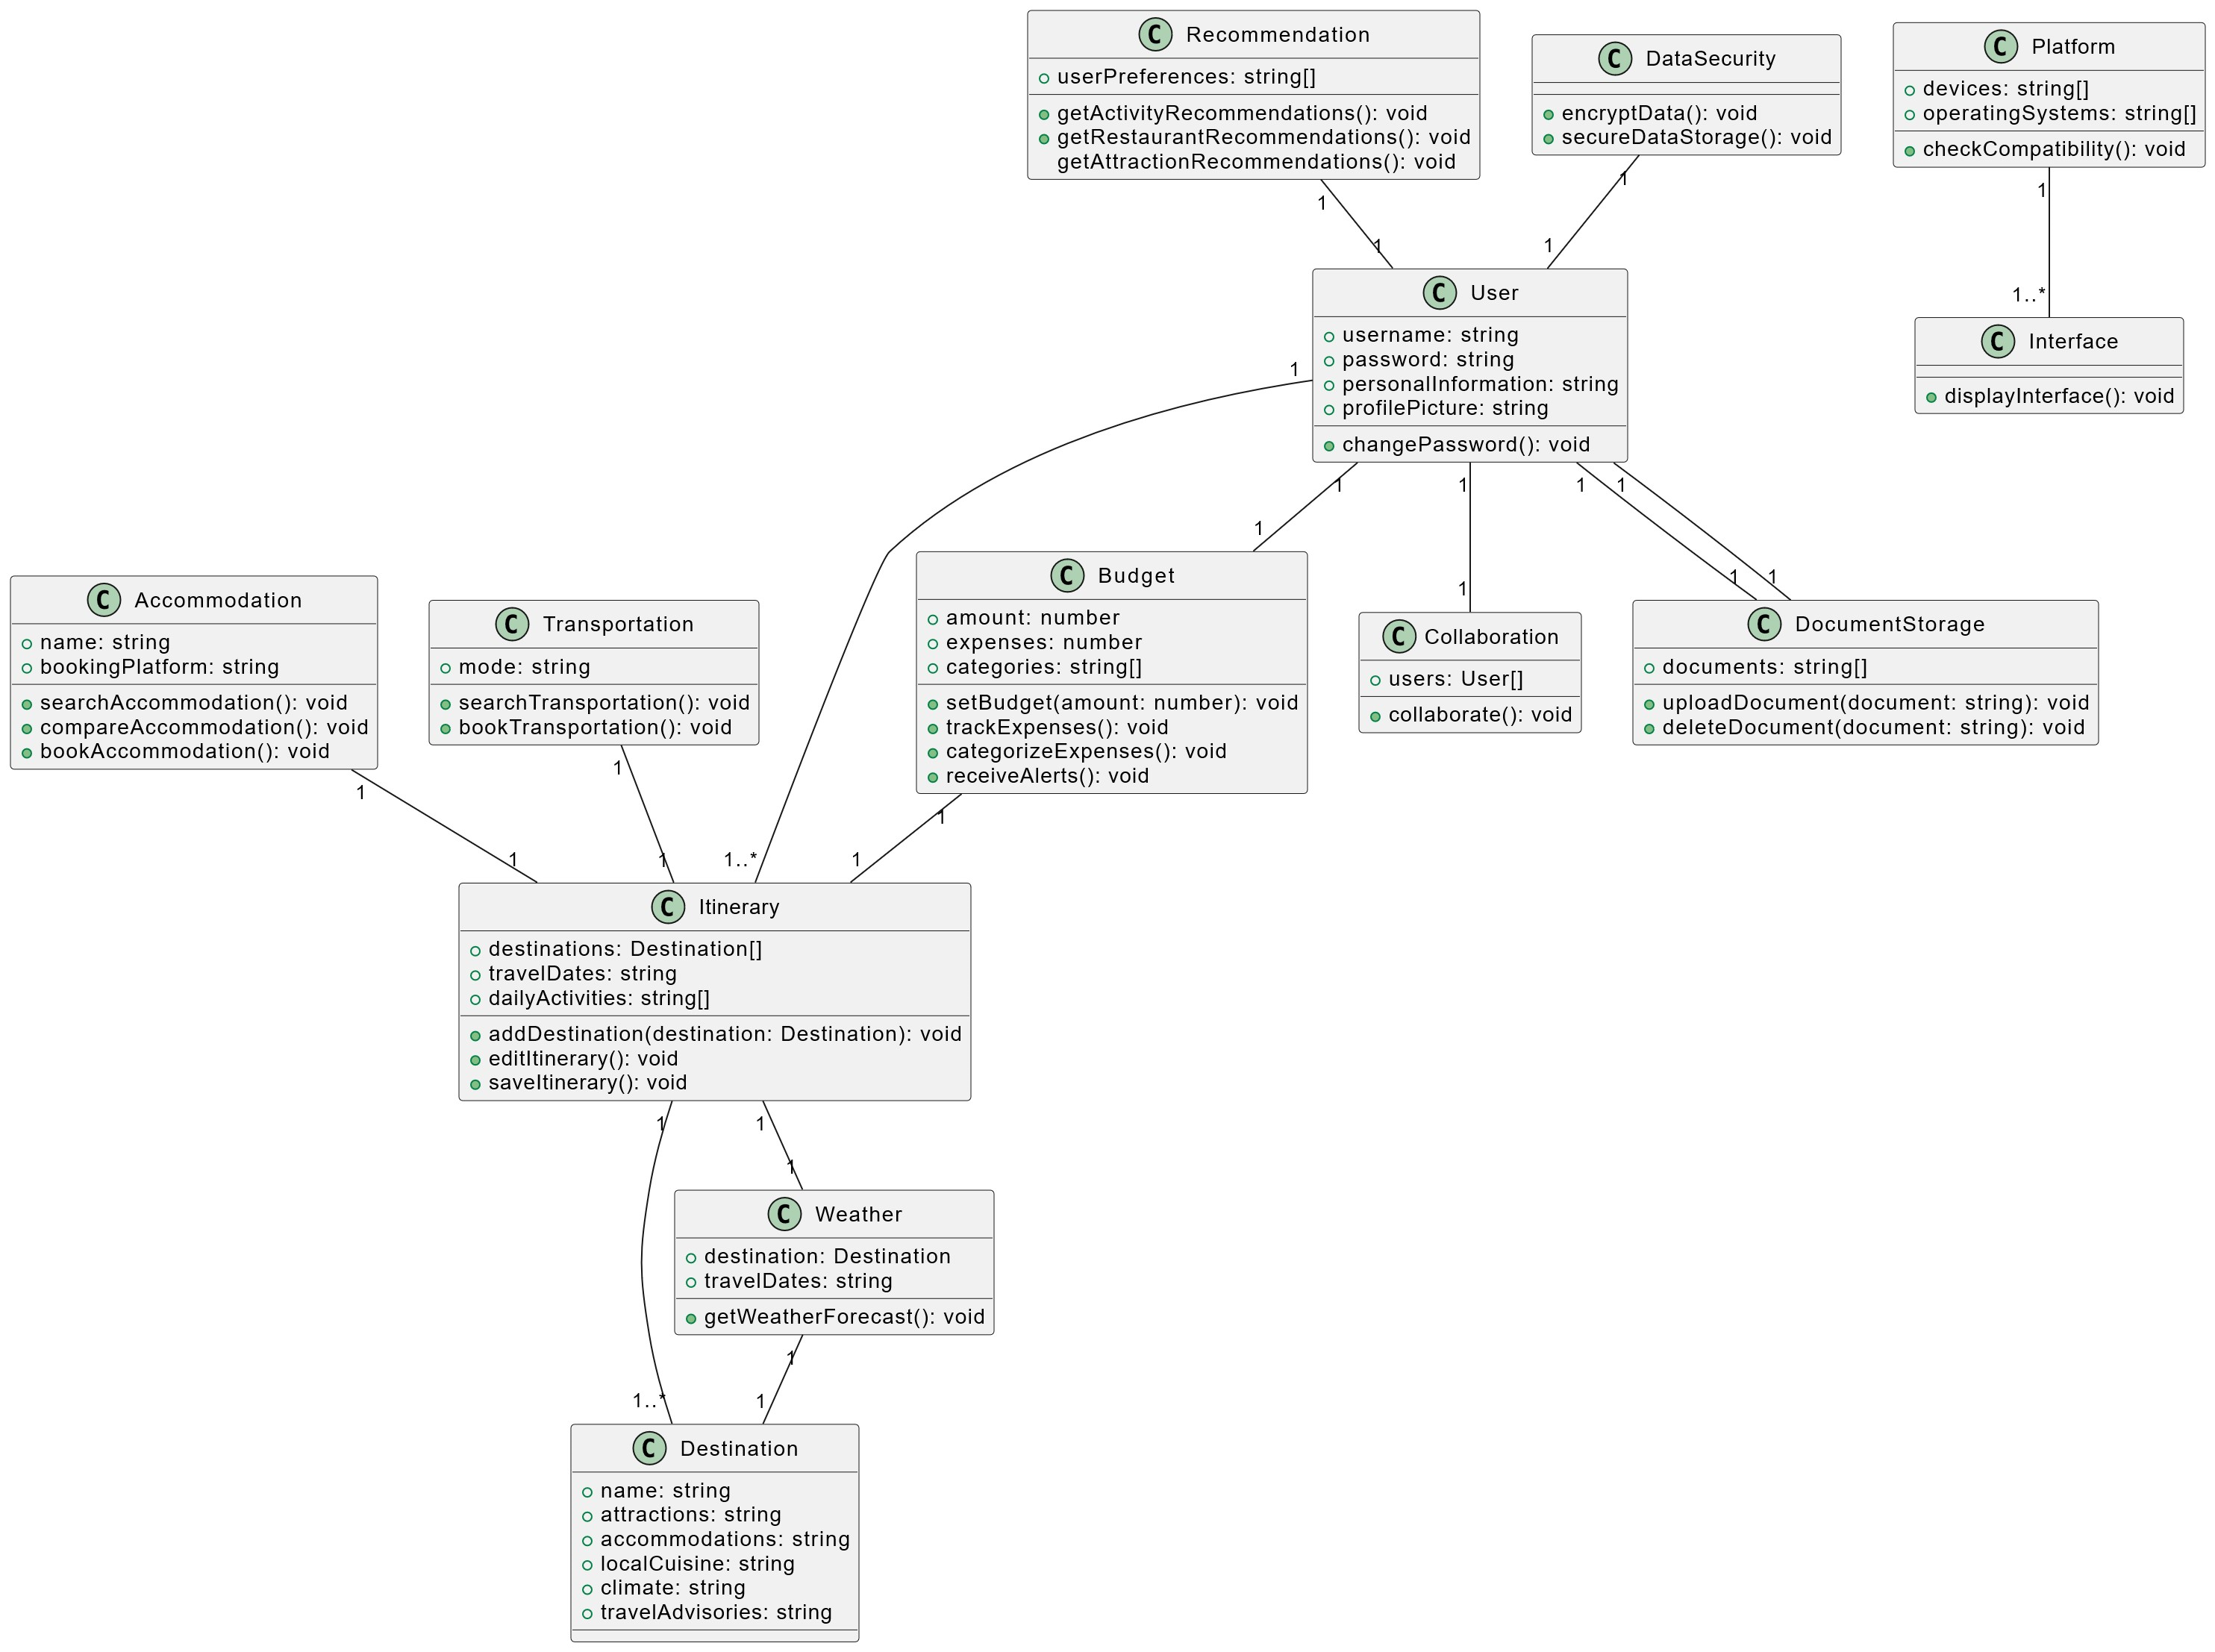 C Recommendation
userPreferences: string[]
getActivityRecommendations(): void
getRestaurantRecommendations(): void
getAttractionRecommendations(): void
C DataSecurity
encryptData(): void
secureDataStorage(): void
C Platform
devices: string[]
operatingSystems: string[]
checkCompatibility(): void
1
1
1
1
1
1..*
C User
username: string
password: string
personalInformation: string
profilePicture: string
changePassword(): void
C Interface
displayInterface(): void
1
1
1
1
1
1
1
1
1
C Accommodation
name: string
bookingPlatform: string
searchAccommodation(): void
compareAccommodation(): void
bookAccommodation(): void
C Transportation
mode: string
searchTransportation(): void
bookTransportation(): void
C Budget
amount: number
expenses: number
categories: string[]
setBudget(amount: number): void
trackExpenses(): void
categorizeExpenses(): void
receiveAlerts(): void
C Collaboration
users: User[]
collaborate(): void
C DocumentStorage
documents: string[]
uploadDocument(document: string): void
deleteDocument(document: string): void
1
1
1
1
1
1..*
1
C Itinerary
destinations: Destination[]
travelDates: string
dailyActivities: string[]
addDestination(destination: Destination): void
editItinerary(): void
saveItinerary(): void
1
1
1
C Weather
destination: Destination
travelDates: string
getWeatherForecast(): void
1
1..*
1
C Destination
name: string
attractions: string
accommodations: string
localCuisine: string
climate: string
travelAdvisories: string